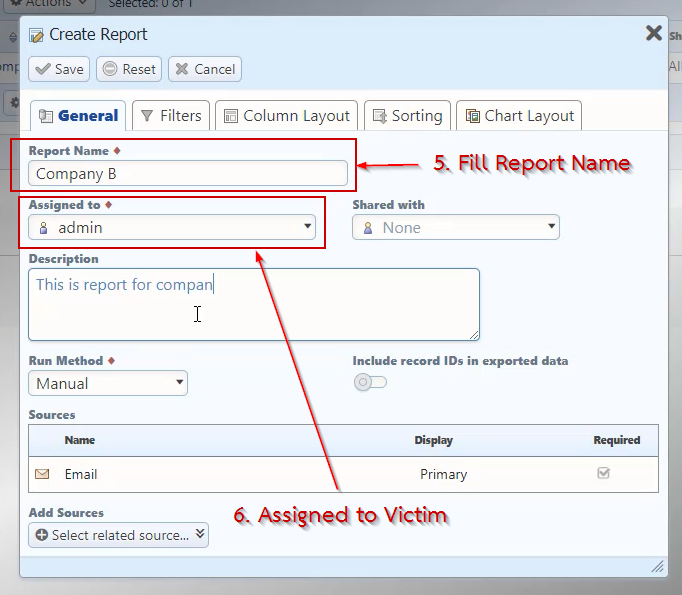 Actions
Selected: 0 of 1
Create Report
Sh
Save
Reset
Cancel
All
General
Filters
Column Layout
Sorting
Chart Layout
Report Name
Company B
5. Fill Report Name
Assigned to
Shared with
admin
None
Description
This is report for compan
Run Method
Include record IDs in exported data
Manual
Sources
Name
Display
Required
Email
Primary
6. Assigned to Victim
Add Sources
Select related source...